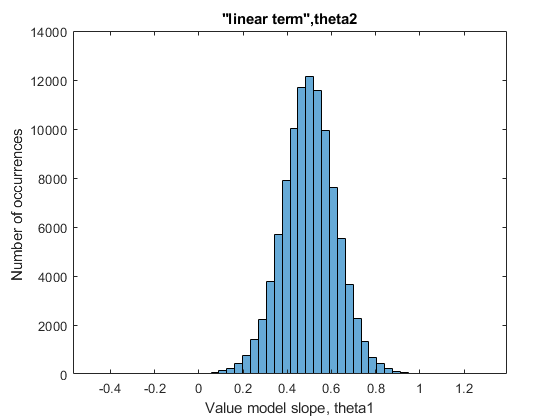 "linear term",theta2
14000
12000
10000
8000
6000
4000
2000
0
Number of occurrences
-0.4 -0.2 0 0.2 0.4 0.6 0.8 1 1.2
Value model slope, theta1